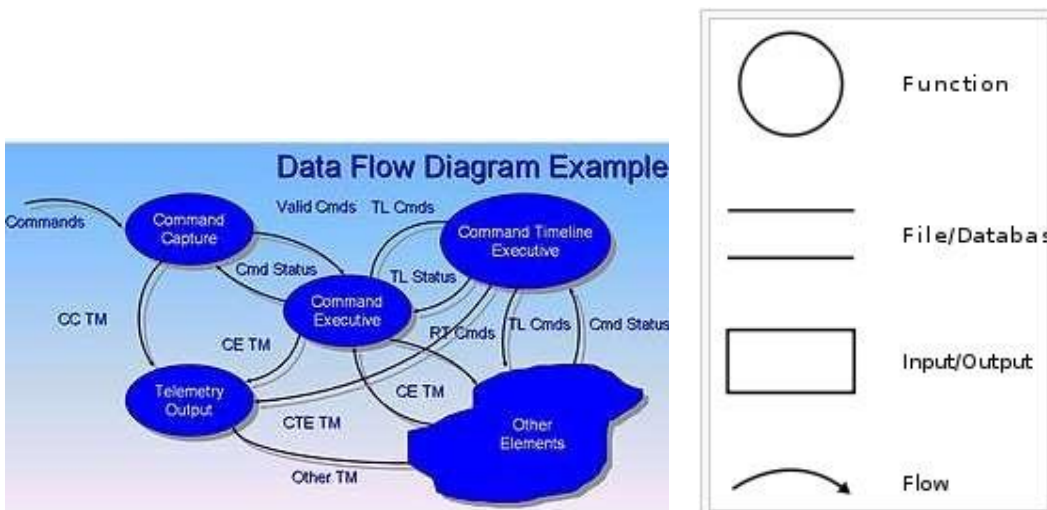 Data Flow Diagram Example
Commands
Command
Capture
Valid Cmds
TL Cmds
Command Timeline
Executive
Cmd Status
TL Status
Command
Executive
CC TM
CE TM
RT Cmds
TL Cmds
Cmd Status
Telemetry
Output
CE TM
CTE TM
Other
Elements
Other TM
Function
File/Databas
Input/Output
Flow